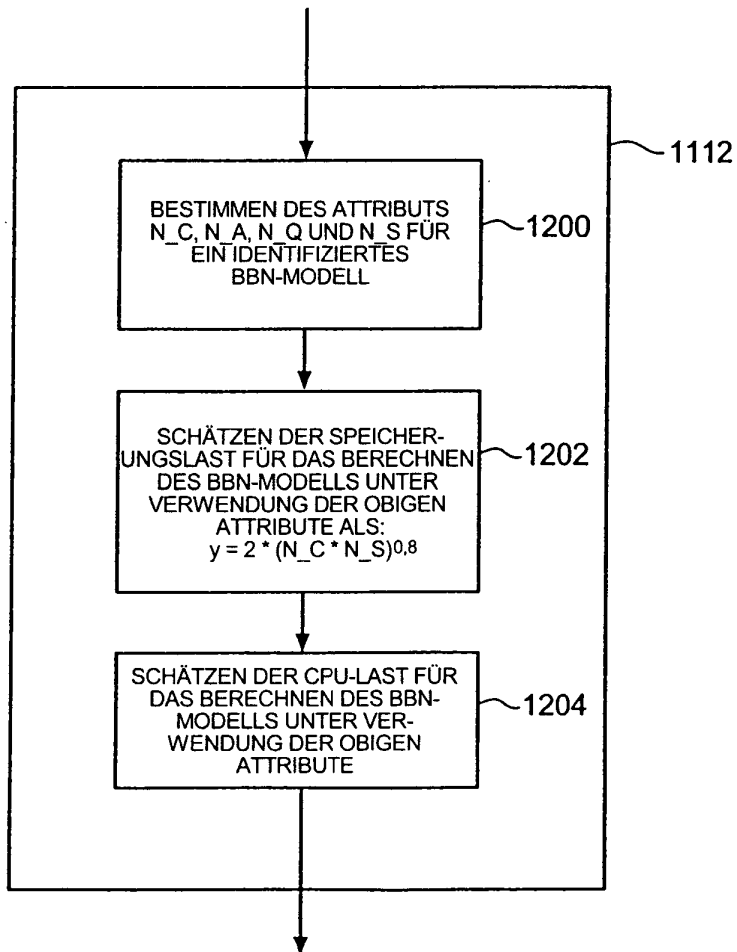 1112
BESTIMMEN DES ATTRIBUTS
N_C, N_A, N_Q UND N_S FÜR
EIN IDENTIFIZIERTES
BBN-MODELL
1200
SCHÄTZEN DER SPEICHER-
UNGSLAST FÜR DAS BERECHNEN
DES BBN-MODELLS UNTER
VERWENDUNG DER OBIGEN
ATTRIBUTE ALS:
y = 2 * (N_C * N_S)^0,8
1202
SCHÄTZEN DER CPU-LAST FÜR
DAS BERECHNEN DES BBN-
MODELLS UNTER VER-
WENDUNG DER OBIGEN
ATTRIBUTE
1204